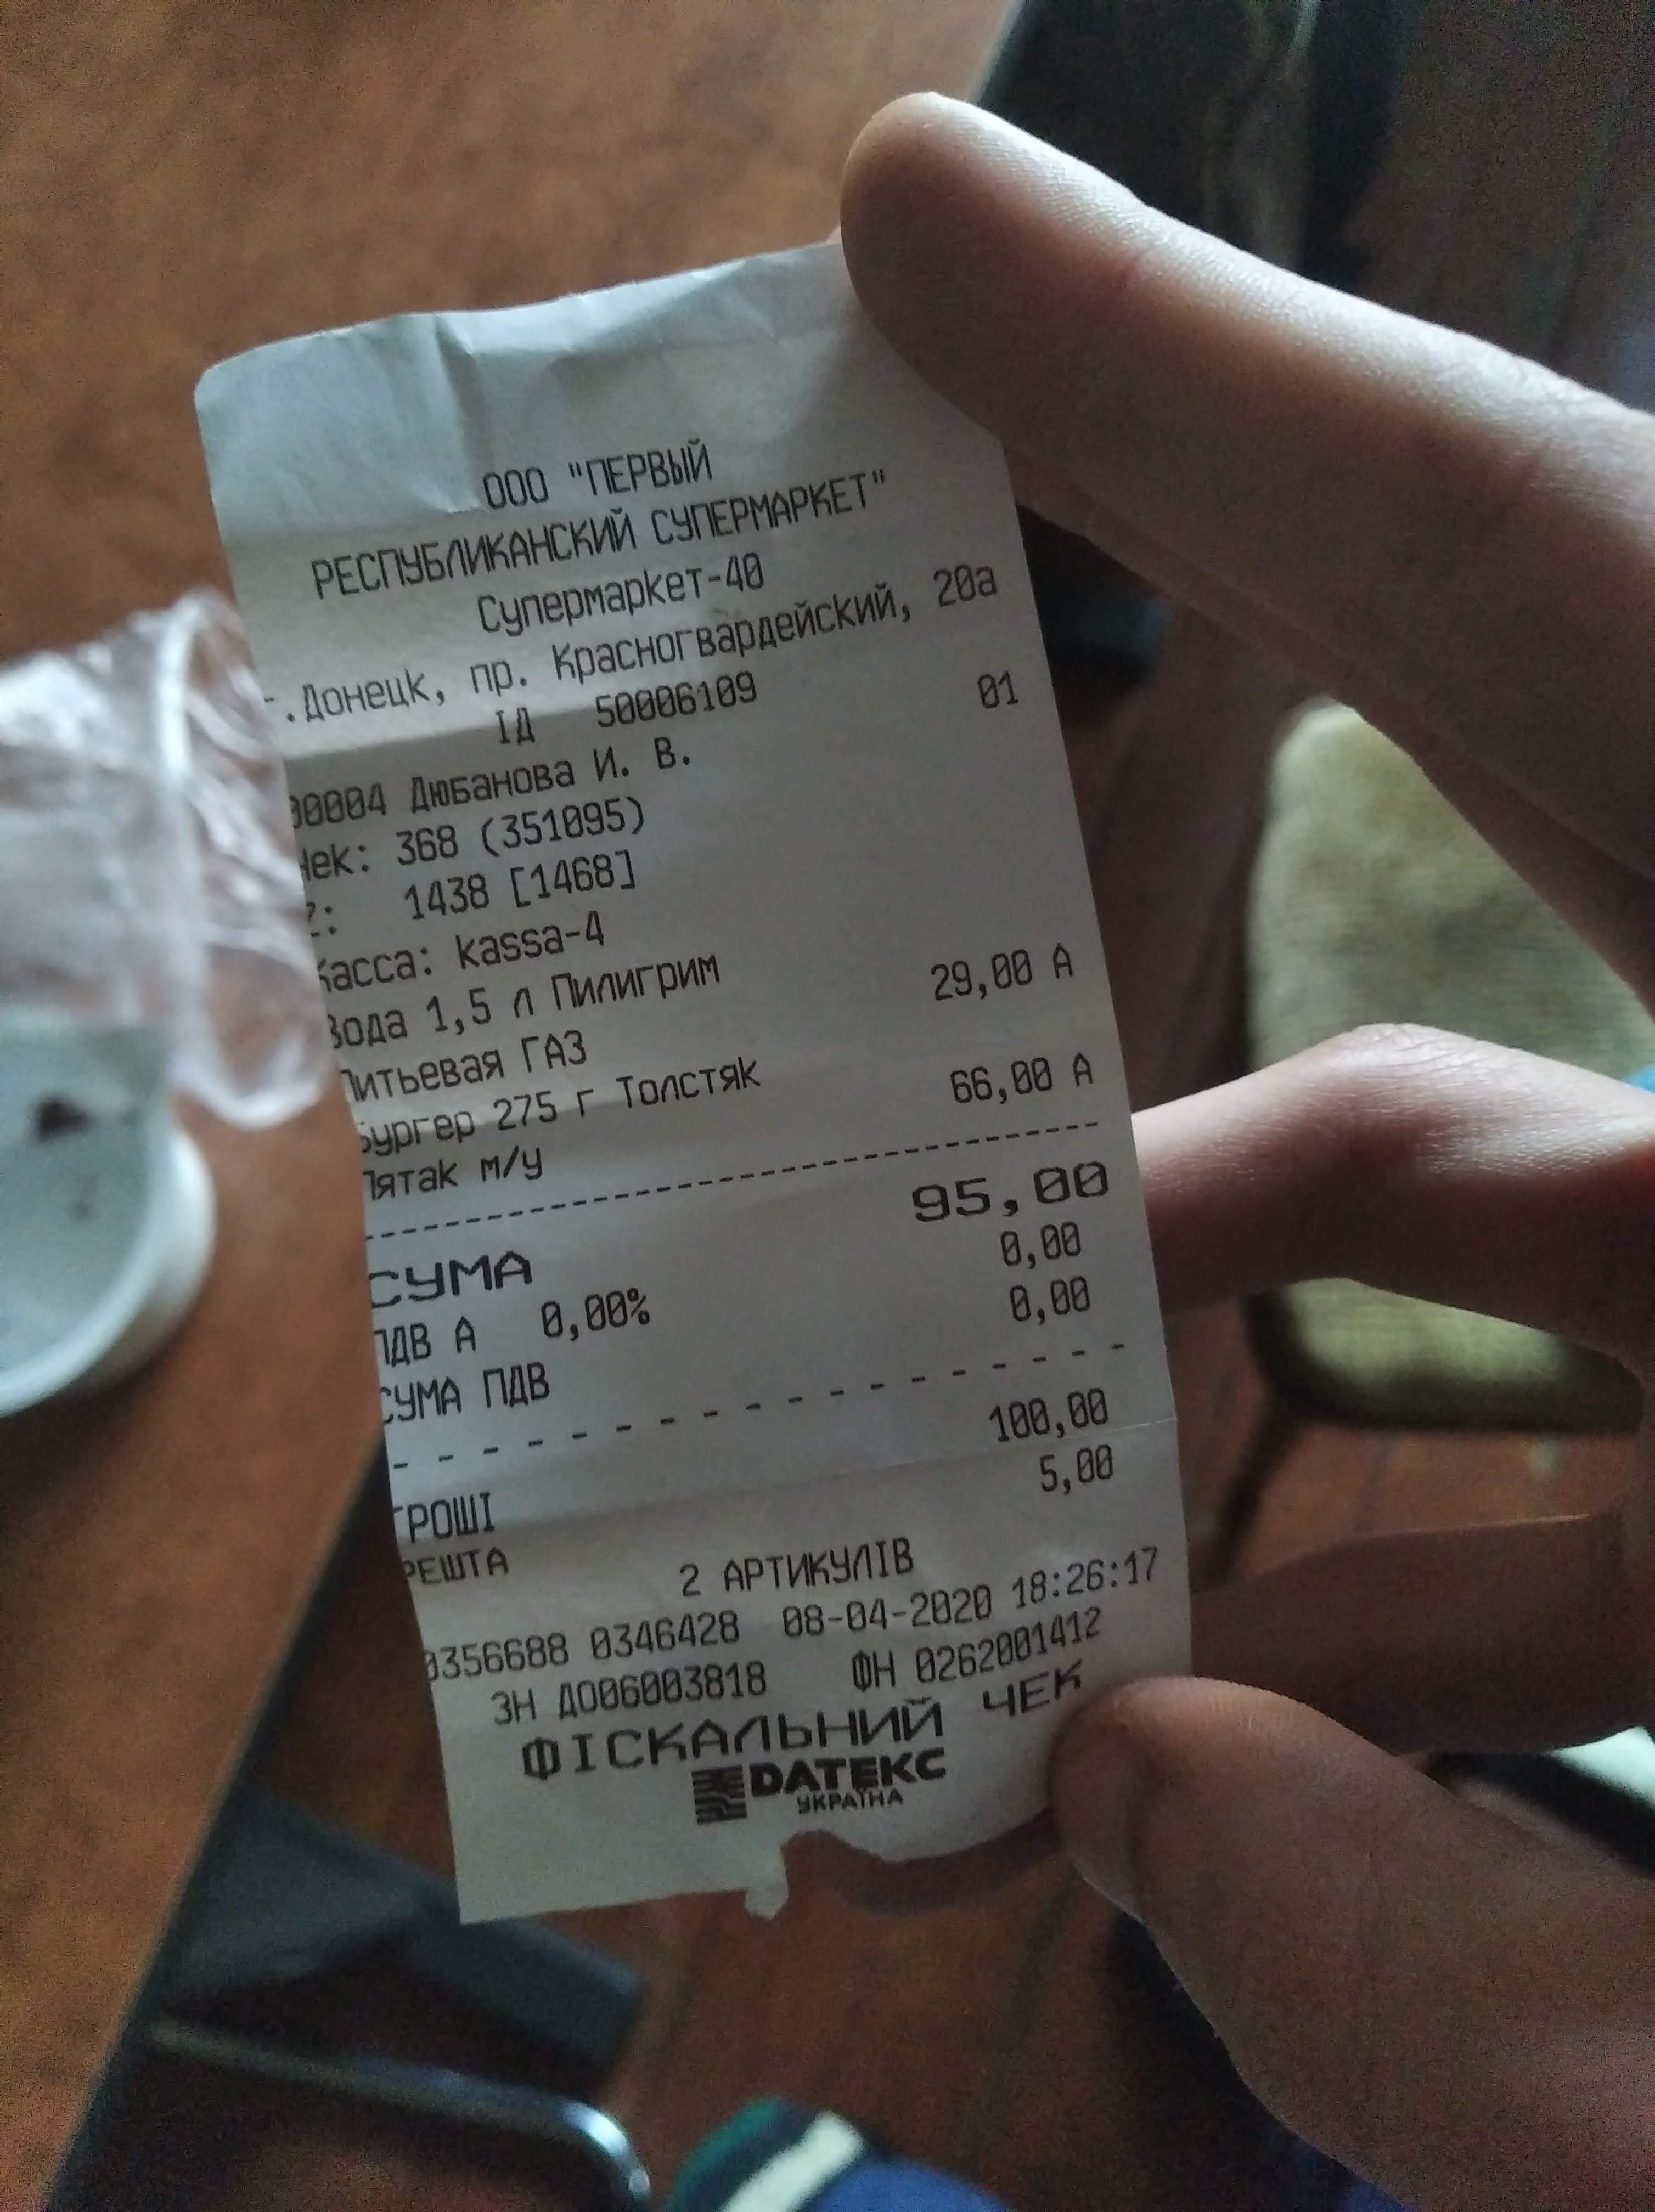 ООО "ПЕРВЫЙ
РЕСПУБЛИКАНСКИЙ СУПЕРМАРКЕТ"
Супермаркет-40
г.Донецк, пр. Красногвардейский, 20а
ІД 50006109
00004 Дюбанова И. В. 01
Чек: 368 (351095)
Z: 1438 [1468]
Касса: kassa-4
Вода 1,5 л Пилигрим
Питьевая ГАЗ 29,00 А
Бургер 275 г Толстяк
Пятак м/у 66,00 А
СУМА 95,00
ПДВ А 0,00% 0,00
СУМА ПДВ 0,00
ГРОШІ 100,00
РЕШТА 5,00
2 АРТИКУЛІВ
0356688 0346428 08-04-2020 18:26:17
ЗН ДО06003818 ФН 0262001412
ФІСКАЛЬНИЙ ЧЕК
DATEKC
УКРАЇНА